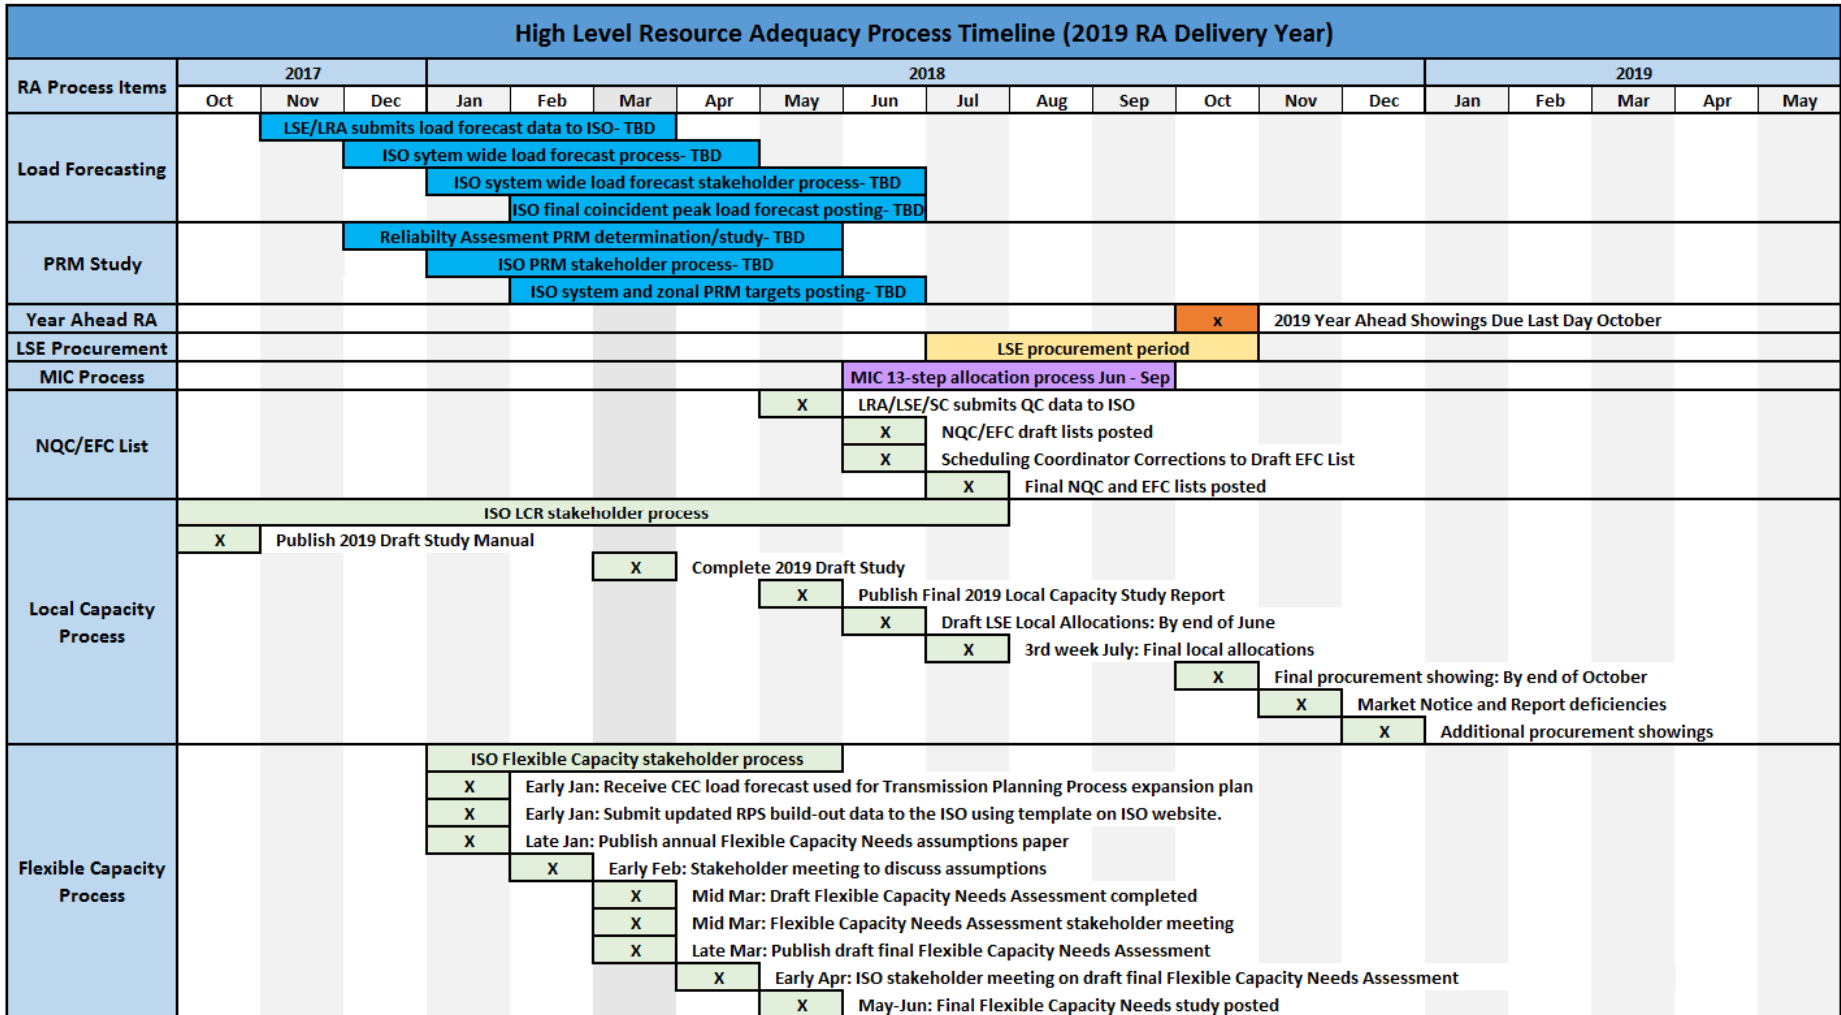 High Level Resource Adequacy Process Timeline (2019 RA Delivery Year)
RA Process Items
2017 2018 2019
Oct Nov Dec Jan Feb Mar Apr May Jun Jul Aug Sep Oct Nov Dec Jan Feb Mar Apr May
Load Forecasting
LSE/LRA submits load forecast data to ISO- TBD
ISO sytem wide load forecast process- TBD
ISO system wide load forecast stakeholder process- TBD
ISO final coincident peak load forecast posting- TBD
PRM Study
Reliabilty Assesment PRM determination/study- TBD
ISO PRM stakeholder process- TBD
ISO system and zonal PRM targets posting- TBD
Year Ahead RA
x 2019 Year Ahead Showings Due Last Day October
LSE Procurement
LSE procurement period
MIC Process
MIC 13-step allocation process Jun - Sep
NQC/EFC List
X LRA/LSE/SC submits QC data to ISO
X NQC/EFC draft lists posted
X Scheduling Coordinator Corrections to Draft EFC List
X Final NQC and EFC lists posted
Local Capacity
Process
ISO LCR stakeholder process
X Publish 2019 Draft Study Manual
X Complete 2019 Draft Study
X Publish Final 2019 Local Capacity Study Report
X Draft LSE Local Allocations: By end of June
X 3rd week July: Final local allocations
X Final procurement showing: By end of October
X Market Notice and Report deficiencies
X Additional procurement showings
Flexible Capacity
Process
ISO Flexible Capacity stakeholder process
X Early Jan: Receive CEC load forecast used for Transmission Planning Process expansion plan
X Early Jan: Submit updated RPS build-out data to the ISO using template on ISO website.
X Late Jan: Publish annual Flexible Capacity Needs assumptions paper
X Early Feb: Stakeholder meeting to discuss assumptions
X Mid Mar: Draft Flexible Capacity Needs Assessment completed
X Mid Mar: Flexible Capacity Needs Assessment stakeholder meeting
X Late Mar: Publish draft final Flexible Capacity Needs Assessment
X Early Apr: ISO stakeholder meeting on draft final Flexible Capacity Needs Assessment
X May-Jun: Final Flexible Capacity Needs study posted